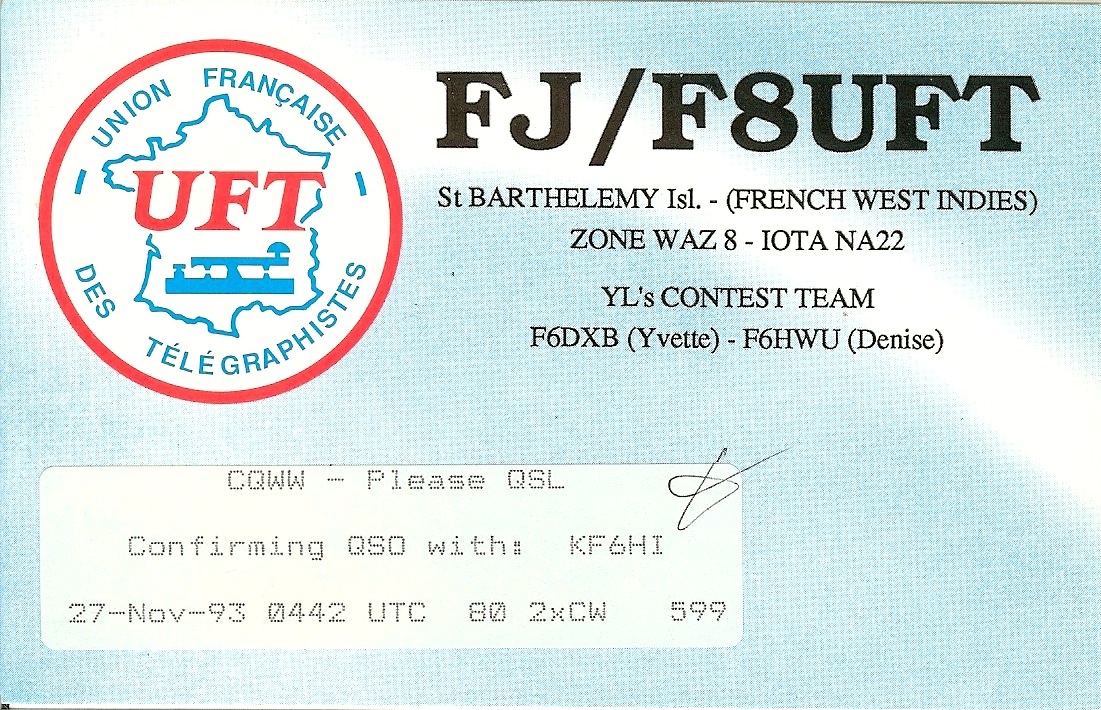 UNION FRANÇAISE
UFT
DES TÉLÉGRAPHISTES
FJ/F8UFT
St BARTHELEMY Isl. - (FRENCH WEST INDIES)
ZONE WAZ 8 - IOTA NA22
YL's CONTEST TEAM
F6DXB (Yvette) - F6HWU (Denise)
CQWW - Please QSL
Confirming QSO with: KF6HI
27-Nov-93 0442 UTC 80 2xCW 599